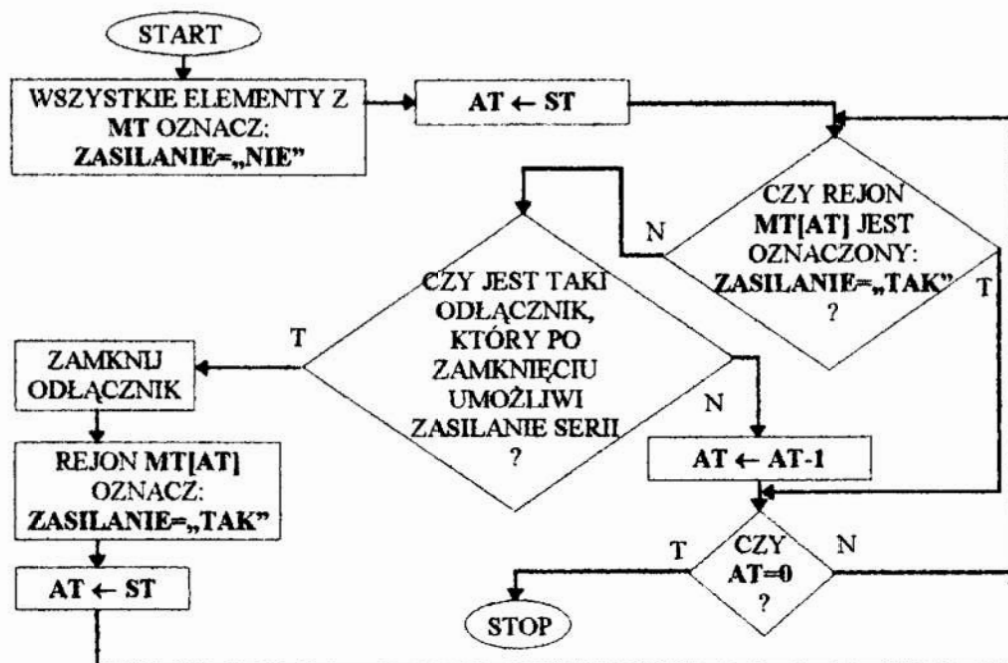 START
WSZYSTKIE ELEMENTY Z
MT OZNACZ:
ZASILANIE=„NIE”
AT ← ST
CZY REJON
MT[AT] JEST
OZNACZONY:
ZASILANIE=„TAK”
?
N
T
CZY JEST TAKI
ODŁĄCZNIK,
KTÓRY PO
ZAMKNIĘCIU
UMOŻLIWI
ZASILANIE SERII
?
T
N
ZAMKNIJ
ODŁĄCZNIK
REJON MT[AT]
OZNACZ:
ZASILANIE=„TAK”
AT ← ST
AT ← AT-1
CZY
AT=0
?
T
N
STOP